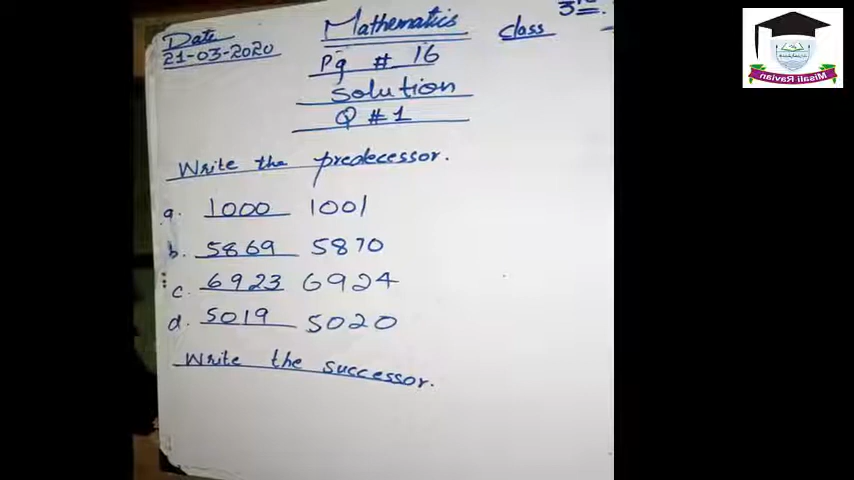 Date
21-03-2020
Mathematics
Class 3rd.
Pg # 16
Solution
Q # 1
Write the predecessor.
a. 1000 1001
b. 5869 5870
c. 6923 6924
d. 5019 5020
Write the successor.
Misali Ravian